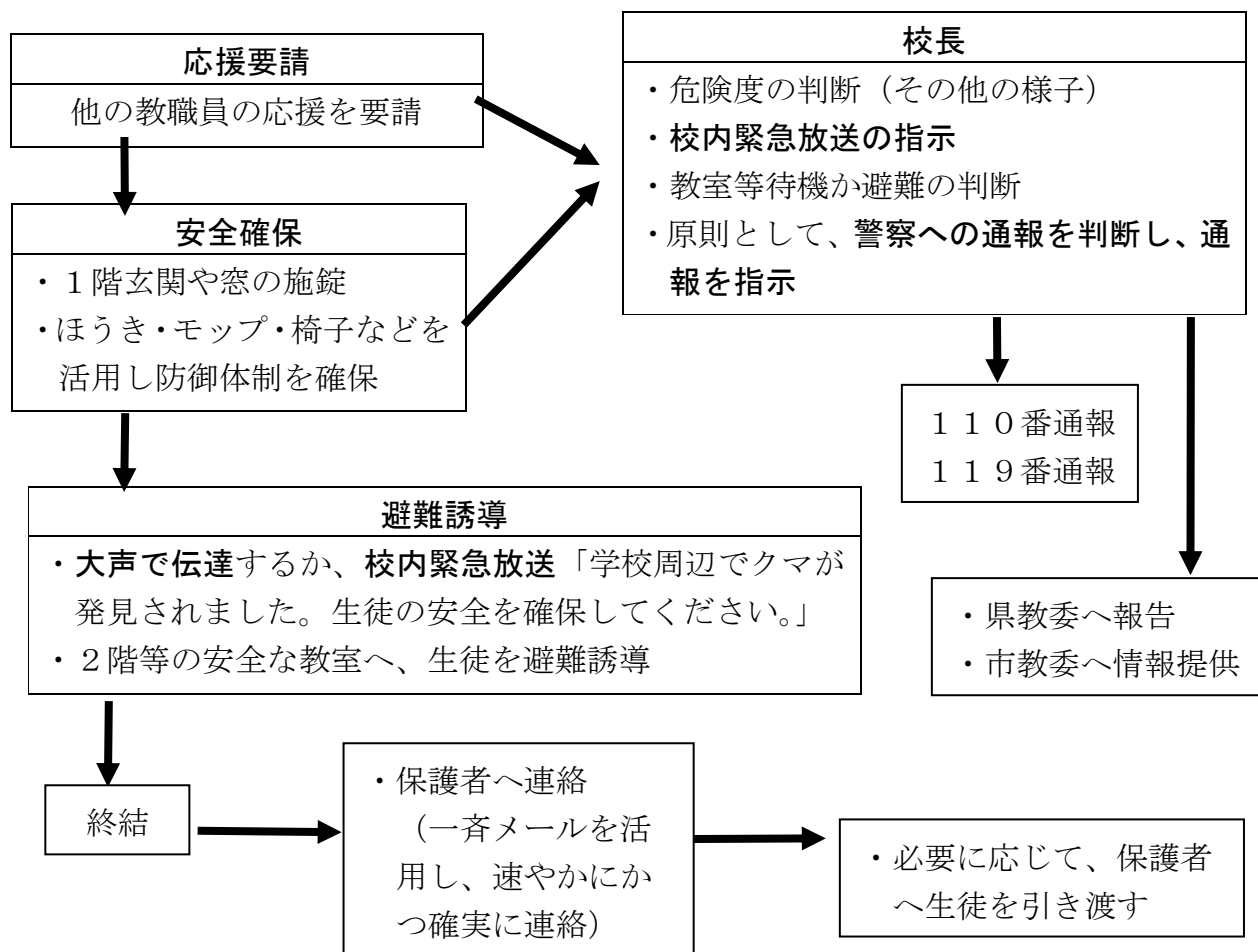 応援要請
他の教職員の応援を要請
校長
・危険度の判断（その他の様子）
・校内緊急放送の指示
・教室等待機か避難の判断
・原則として、警察への通報を判断し、通
報を指示
安全確保
・１階玄関や窓の施錠
・ほうき・モップ・椅子などを
活用し防御体制を確保
１１０番通報
１１９番通報
避難誘導
・大声で伝達するか、校内緊急放送「学校周辺でクマが
発見されました。生徒の安全を確保してください。」
・２階等の安全な教室へ、生徒を避難誘導
・県教委へ報告
・市教委へ情報提供
終結
・保護者へ連絡
（一斉メールを活
用し、速やかにか
つ確実に連絡）
・必要に応じて、保護者
へ生徒を引き渡す